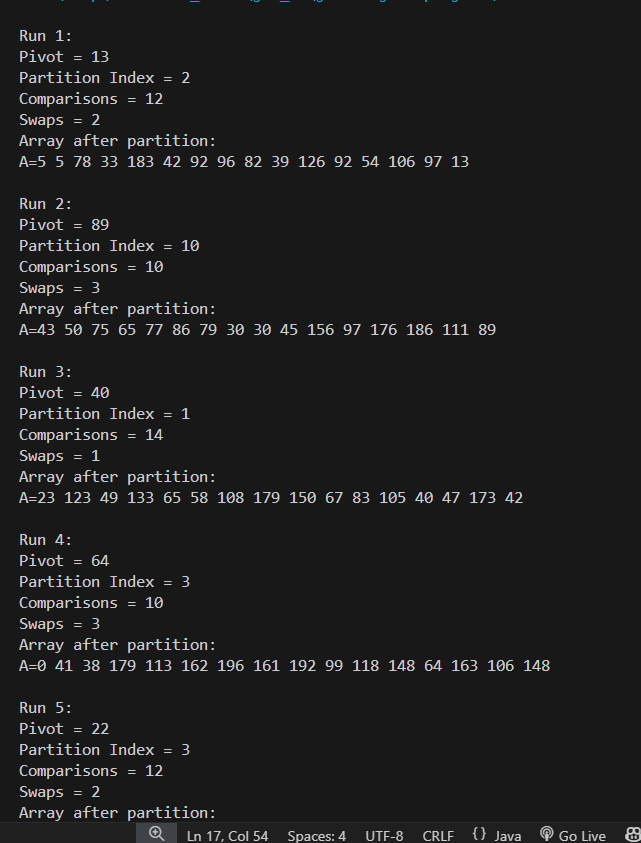 Run 1:
Pivot = 13
Partition Index = 2
Comparisons = 12
Swaps = 2
Array after partition:
A=5 5 78 33 183 42 92 96 82 39 126 92 54 106 97 13
Run 2:
Pivot = 89
Partition Index = 10
Comparisons = 10
Swaps = 3
Array after partition:
A=43 50 75 65 77 86 79 30 30 45 156 97 176 186 111 89
Run 3:
Pivot = 40
Partition Index = 1
Comparisons = 14
Swaps = 1
Array after partition:
A=23 123 49 133 65 58 108 179 150 67 83 105 40 47 173 42
Run 4:
Pivot = 64
Partition Index = 3
Comparisons = 10
Swaps = 3
Array after partition:
A=0 41 38 179 113 162 196 161 192 99 118 148 64 163 106 148
Run 5:
Pivot = 22
Partition Index = 3
Comparisons = 12
Swaps = 2
Array after partition:
Ln 17, Col 54 Spaces: 4 UTF-8 CRLF {} Java Go Live